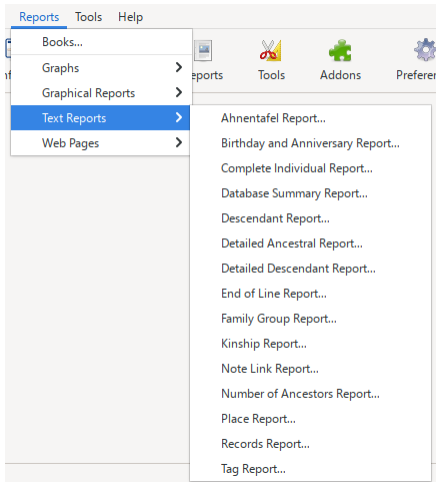 Reports Tools Help
Books...
Graphs
Graphical Reports
Text Reports
Web Pages
Tools
Addons
Ahnentafel Report...
Birthday and Anniversary Report...
Complete Individual Report...
Database Summary Report...
Descendant Report...
Detailed Ancestral Report...
Detailed Descendant Report...
End of Line Report...
Family Group Report...
Kinship Report...
Note Link Report...
Number of Ancestors Report...
Place Report...
Records Report...
Tag Report...